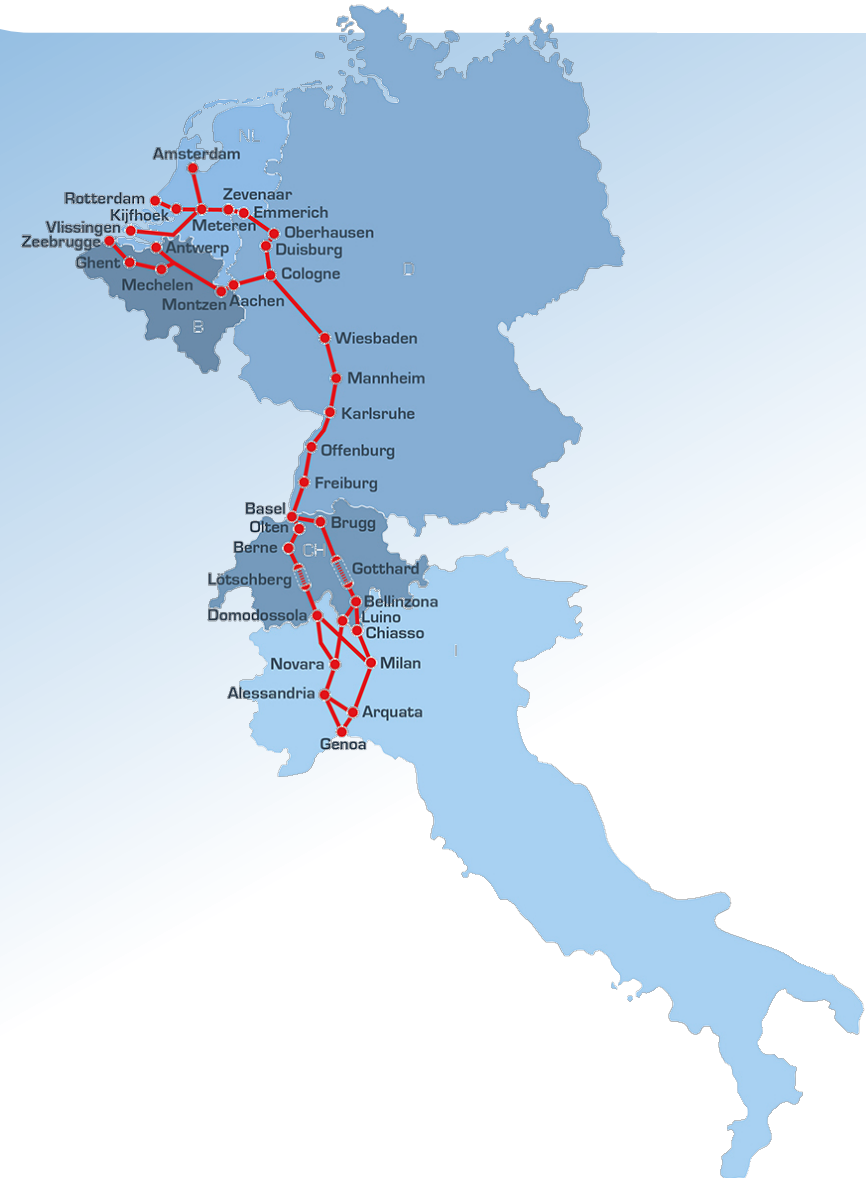 NL
Amsterdam
Rotterdam
Zevenaar
Kijfhoek
Emmerich
Vlissingen
Meteren
Oberhausen
Zeebrugge
Antwerp
Duisburg
Ghent
D
Cologne
Mechelen
Montzen
Aachen
B
Wiesbaden
Mannheim
Karlsruhe
Offenburg
Freiburg
Basel
Brugg
Olten
Berne
CH
Gotthard
Lötschberg
Bellinzona
Domodossola
Luino
Chiasso
I
Novara
Milan
Alessandria
Arquata
Genoa